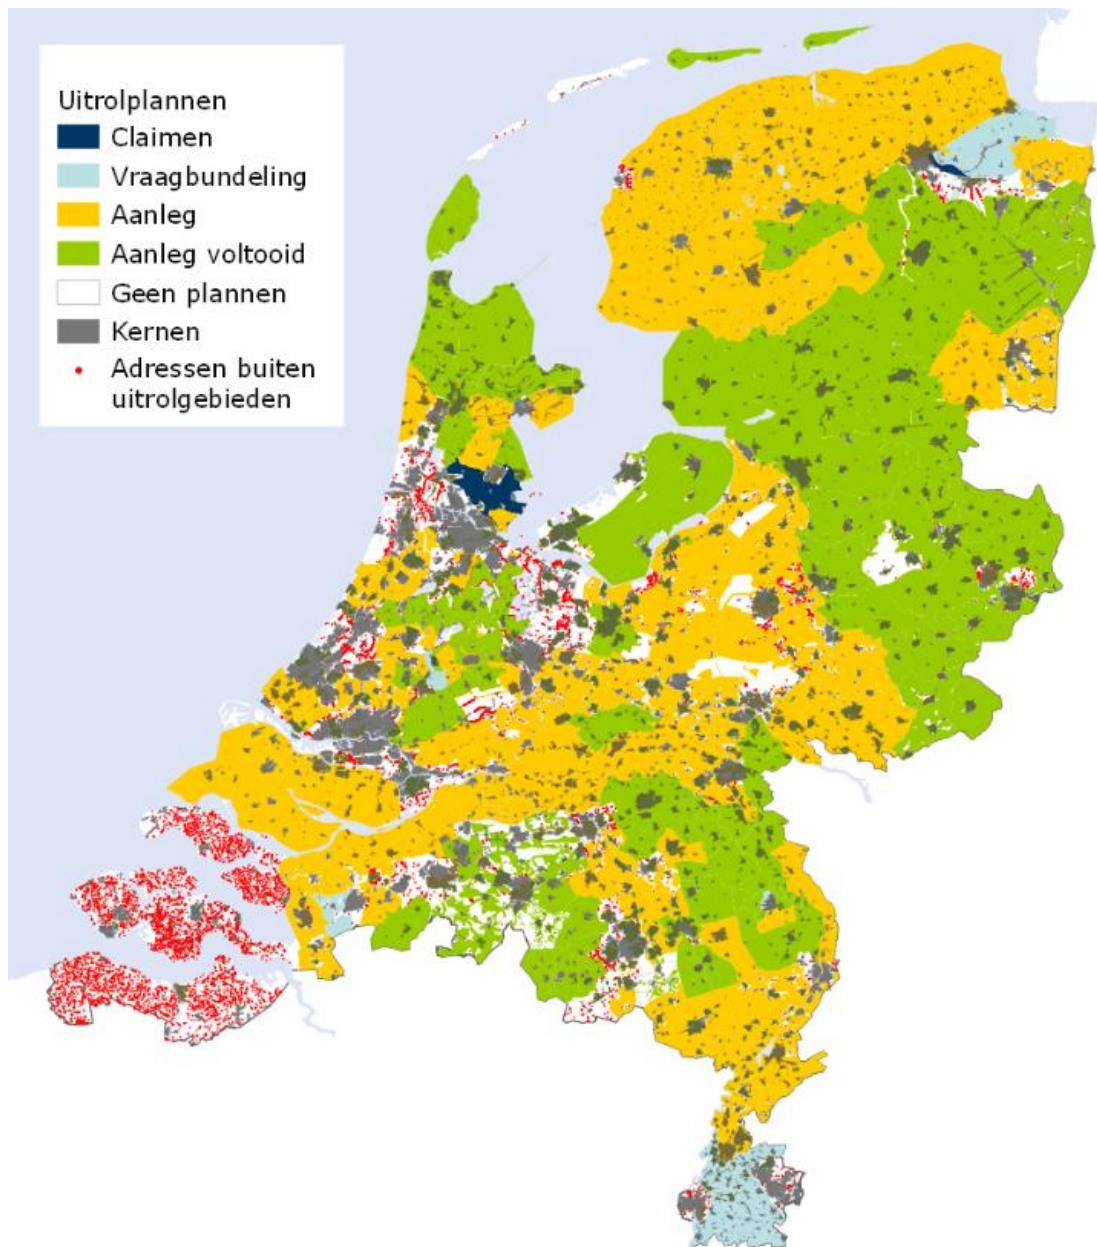 Uitrolplannen
Claimen
Vraagbundeling
Aanleg
Aanleg voltooid
Geen plannen
Kernen
Adressen buiten
uitrolgebieden